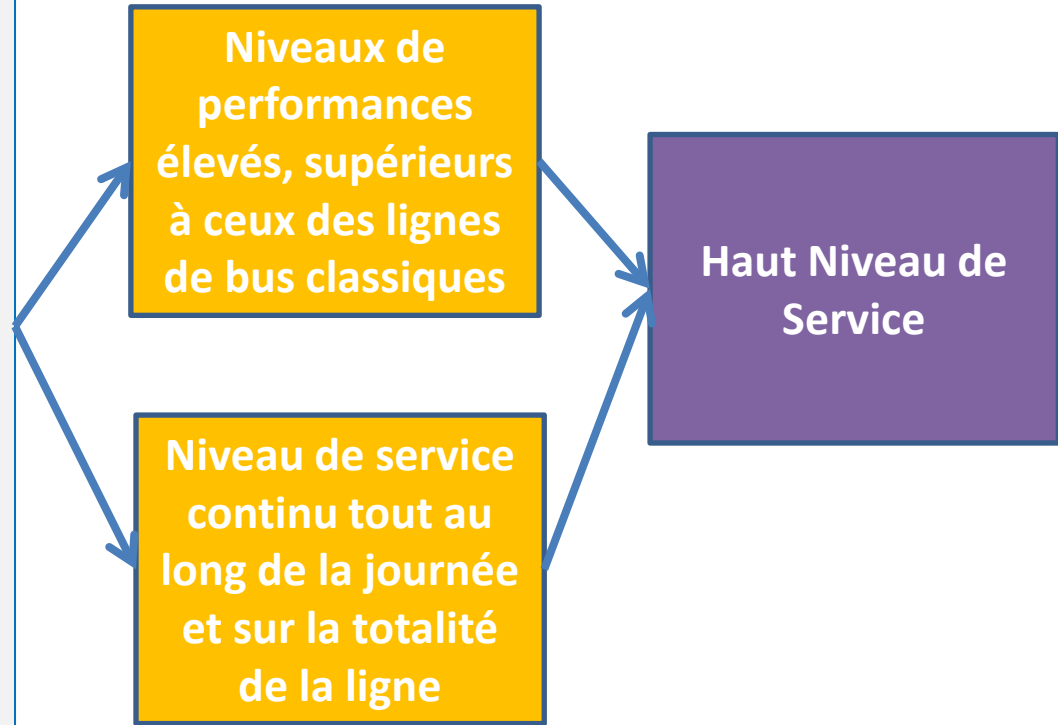 Niveaux de
performances
élevés, supérieurs
à ceux des lignes
de bus classiques
Haut Niveau de
Service
Niveau de service
continu tout au
long de la journée
et sur la totalité
de la ligne